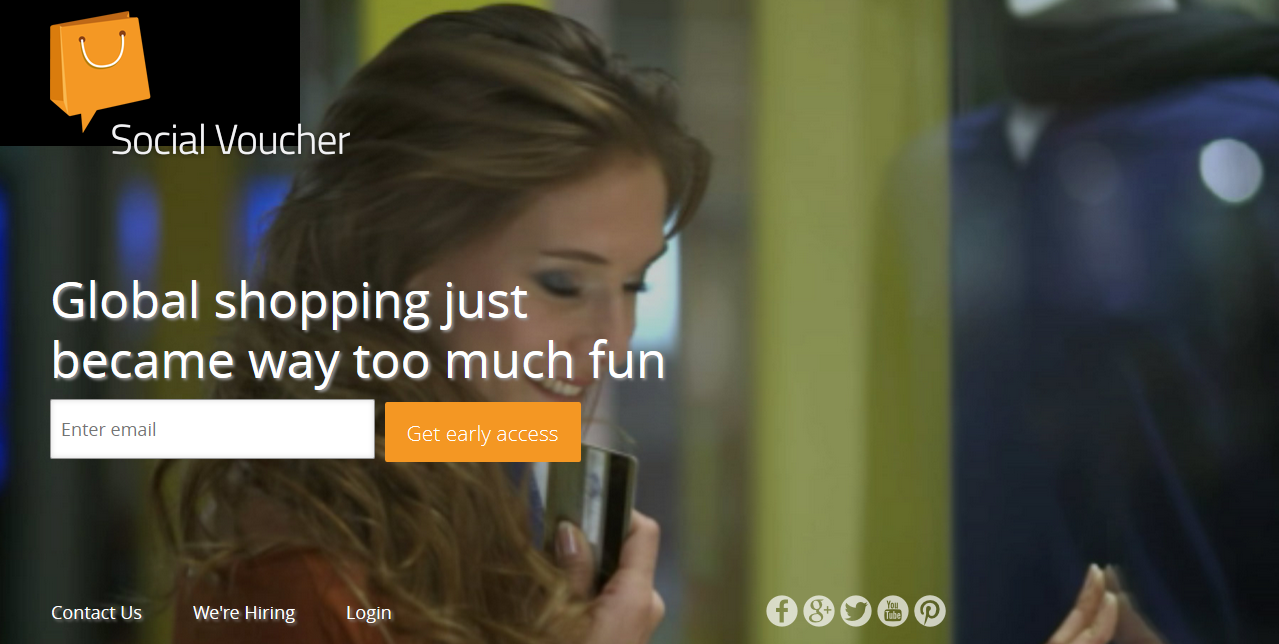 Social Voucher
Global shopping just
became way too much fun
Enter email
Get early access
Contact Us
We're Hiring
Login
You
Tube